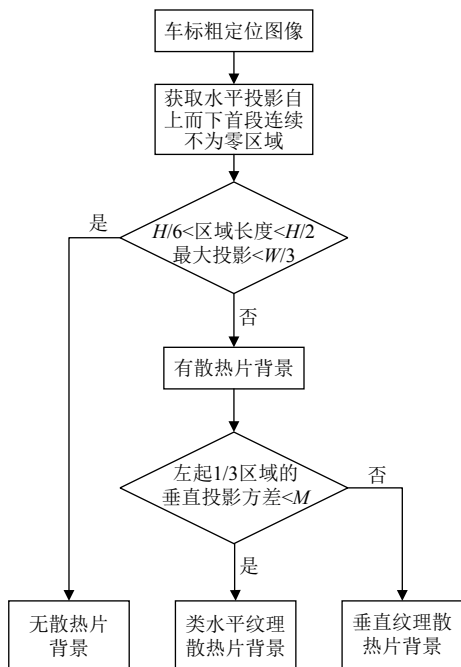 车标粗定位图像
获取水平投影自
上而下首段连续
不为零区域
是
H/6<区域长度<H/2
最大投影<W/3
否
有散热片背景
左起1/3区域的
垂直投影方差<M
否
是
无散热片
背景
类水平纹理
散热片背景
垂直纹理散
热片背景